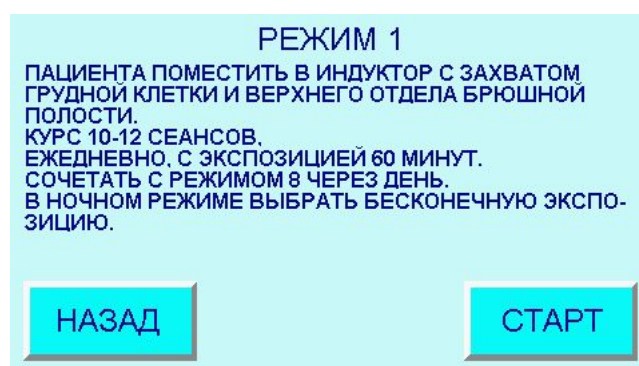 РЕЖИМ 1
ПАЦИЕНТА ПОМЕСТИТЬ В ИНДУКТОР С ЗАХВАТОМ
ГРУДНОЙ КЛЕТКИ И ВЕРХНЕГО ОТДЕЛА БРЮШНОЙ
ПОЛОСТИ.
КУРС 10-12 СЕАНСОВ,
ЕЖЕДНЕВНО, С ЭКСПОЗИЦИЕЙ 60 МИНУТ.
СОЧЕТАТЬ С РЕЖИМОМ 8 ЧЕРЕЗ ДЕНЬ.
В НОЧНОМ РЕЖИМЕ ВЫБРАТЬ БЕСКОНЕЧНУЮ ЭКСПО-
ЗИЦИЮ.
НАЗАД
СТАРТ